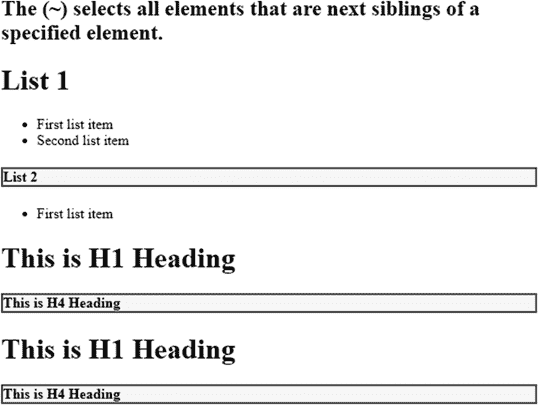 The (~) selects all elements that are next siblings of a
specified element.
List 1
• First list item
• Second list item
List 2
• First list item
This is H1 Heading
This is H4 Heading
This is H1 Heading
This is H4 Heading